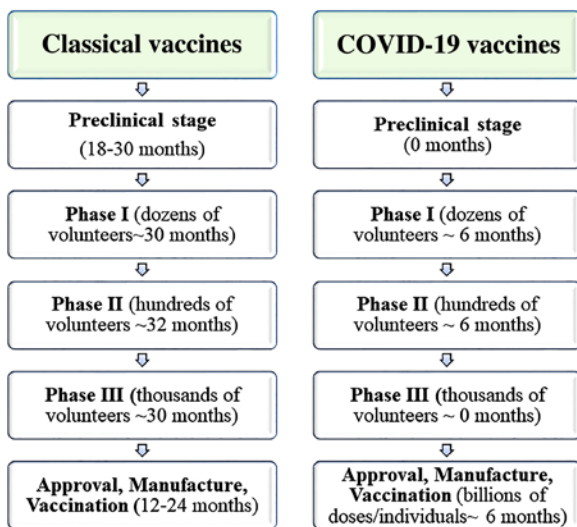 Classical vaccines
Preclinical stage
(18-30 months)
Phase I (dozens of
volunteers~30 months)
Phase II (hundreds of
volunteers ~32 months)
Phase III (thousands of
volunteers ~30 months)
Approval, Manufacture,
Vaccination (12-24 months)
COVID-19 vaccines
Preclinical stage
(0 months)
Phase I (dozens of
volunteers ~ 6 months)
Phase II (hundreds of
volunteers ~ 6 months)
Phase III (thousands of
volunteers ~ 0 months)
Approval, Manufacture,
Vaccination (billions of
doses/individuals~ 6 months)